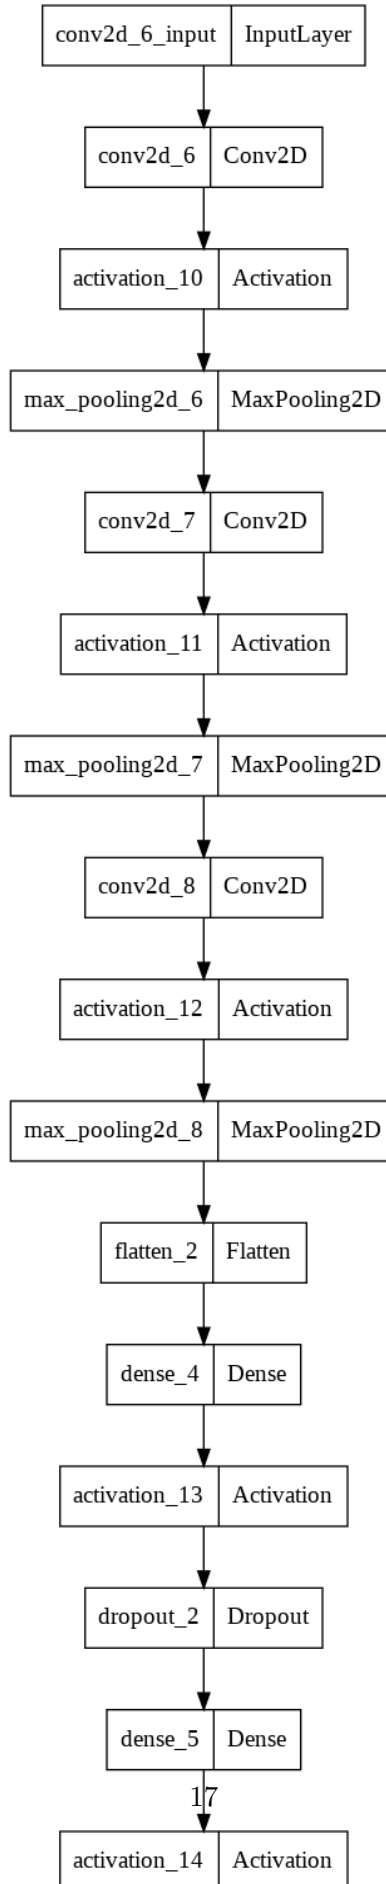 conv2d_6_input InputLayer
conv2d_6 Conv2D
activation_10 Activation
max_pooling2d_6 MaxPooling2D
conv2d_7 Conv2D
activation_11 Activation
max_pooling2d_7 MaxPooling2D
conv2d_8 Conv2D
activation_12 Activation
max_pooling2d_8 MaxPooling2D
flatten_2 Flatten
dense_4 Dense
activation_13 Activation
dropout_2 Dropout
dense_5 Dense
17
activation_14 Activation